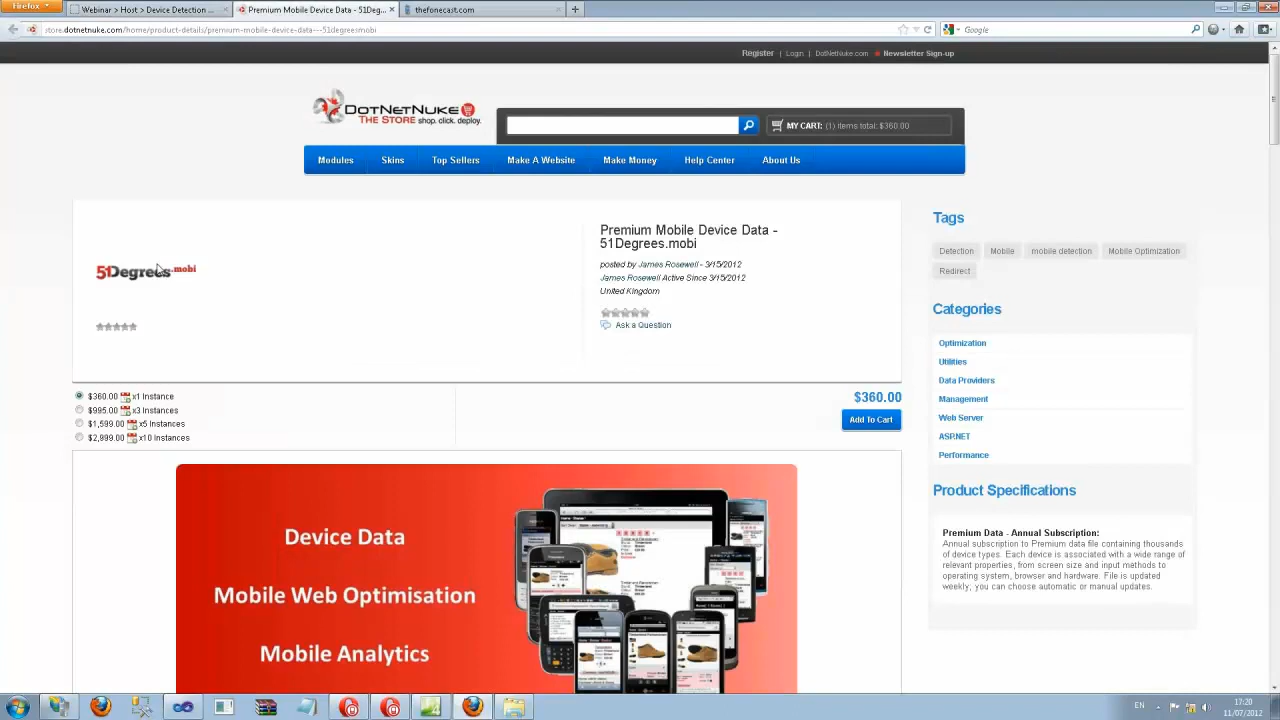 Firefox
Webinar > Host > Device Detection ...
Premium Mobile Device Data - 51Deg...
thefonecast.com
store.dotnetnuke.com/home/product-details/premium-mobile-device-data---51degreesmobi
Google
Register | Login | DotNetNuke.com Newsletter Sign-up
DOTNETNUKE
THE STORE shop. click. deploy.
MY CART: (1) items total: $360.00
Modules Skins Top Sellers Make A Website Make Money Help Center About Us
51Degrees.mobi
Premium Mobile Device Data -
51Degrees.mobi
posted by James Rosewell - 3/15/2012
James Rosewell Active Since 3/15/2012
United Kingdom
Ask a Question
$360.00 x1 Instance
$995.00 x3 Instances
$1,599.00 x5 Instances
$2,999.00 x10 Instances
$360.00
Add To Cart
Device Data
Mobile Web Optimisation
Mobile Analytics
Tags
Detection Mobile mobile detection Mobile Optimization
Redirect
Categories
Optimization
Utilities
Data Providers
Management
Web Server
ASP.NET
Performance
Product Specifications
Premium Data - Annual Subscription:
Annual subscription to Premium data file containing thousands
of device types. Each device is associated with a wide range of
relevant properties, from screen size and input methods to
operating system, browser and hardware. File is updated
weekly, you can choose automatic or manual updated.
EN
17:20
11/07/2012